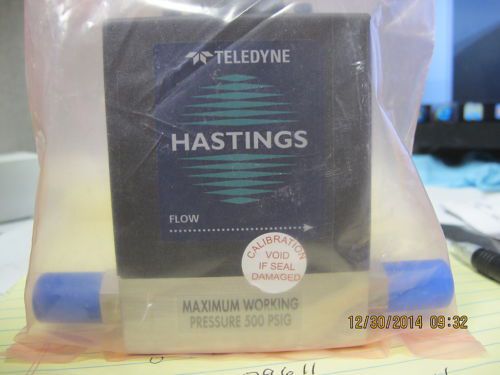 TELEDYNE
HASTINGS
FLOW
CALIBRATION
VOID
IF SEAL
DAMAGED
MAXIMUM WORKING
PRESSURE 500 PSIG
12/30/2014 09:32